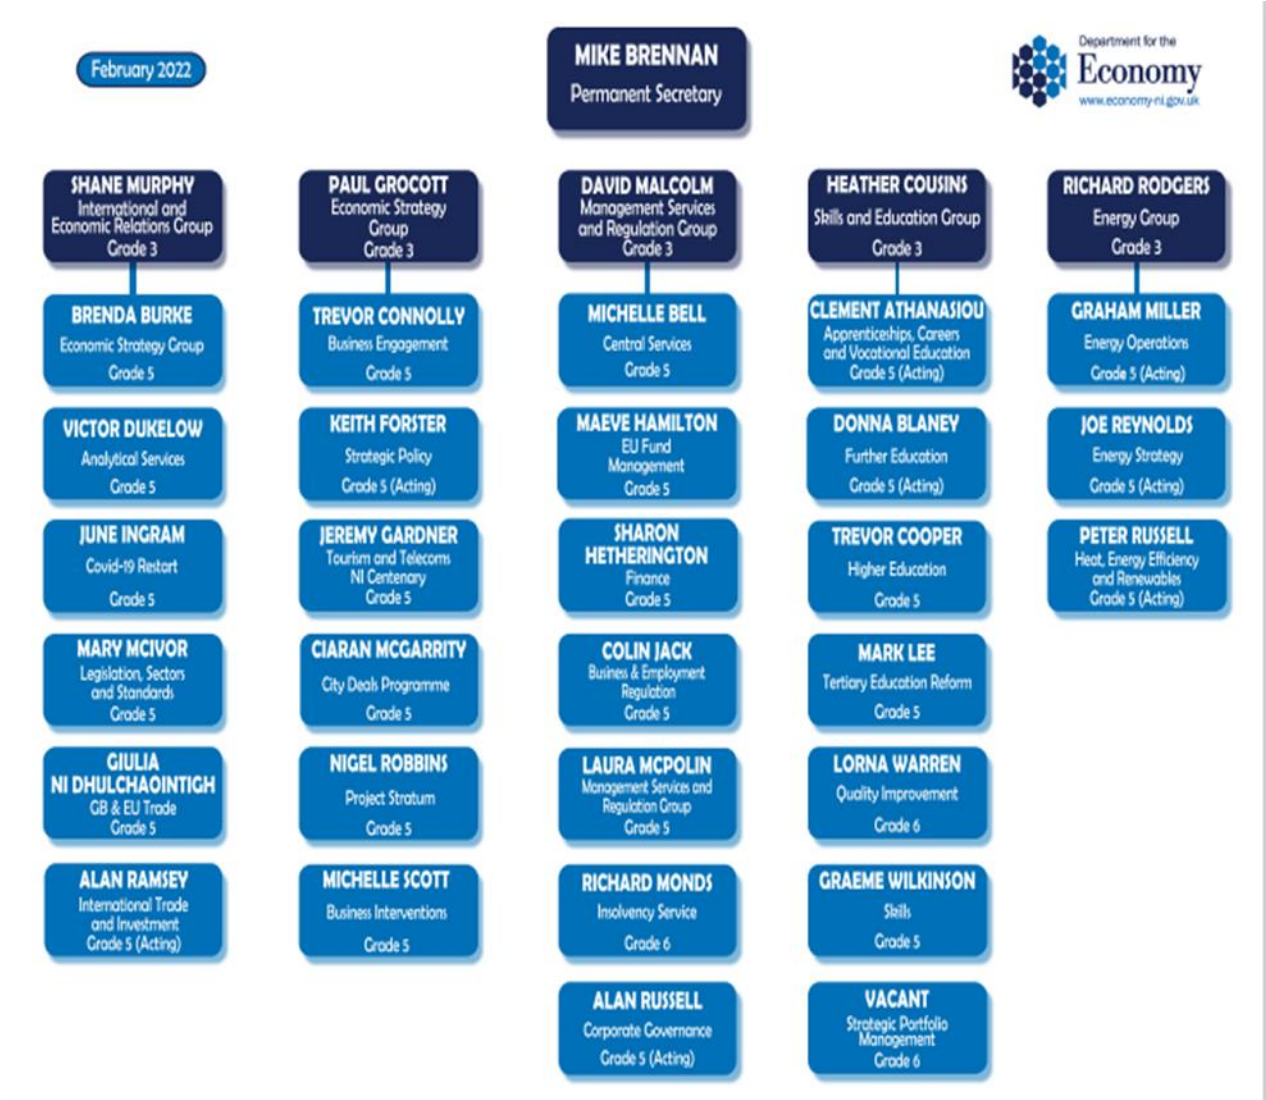 February 2022
MIKE BRENNAN
Permanent Secretary
Department for the
Economy
www.economy-ni.gov.uk
SHANE MURPHY
International and
Economic Relations Group
Grade 3
BRENDA BURKE
Economic Strategy Group
Grade 5
VICTOR DUKELOW
Analytical Services
Grade 5
JUNE INGRAM
Covid-19 Restart
Grade 5
MARY MCIVOR
Legislation, Sectors
and Standards
Grade 5
GIULIA
NI DHULCHAOINTIGH
GB & EU Trade
Grade 5
ALAN RAMSEY
International Trade
and Investment
Grade 5 (Acting)
PAUL GROCOTT
Economic Strategy
Group
Grade 3
TREVOR CONNOLLY
Business Engagement
Grade 5
KEITH FORSTER
Strategic Policy
Grade 5 (Acting)
JEREMY GARDNER
Tourism and Telecoms
NI Centenary
Grade 5
CIARAN MCGARRITY
City Deals Programme
Grade 5
NIGEL ROBBINS
Project Stratum
Grade 5
MICHELLE SCOTT
Business Interventions
Grade 5
DAVID MALCOLM
Management Services
and Regulation Group
Grade 3
MICHELLE BELL
Central Services
Grade 5
MAEVE HAMILTON
EU Fund
Management
Grade 5
SHARON
HETHERINGTON
Finance
Grade 5
COLIN JACK
Business & Employment
Regulation
Grade 5
LAURA MCPOLIN
Management Services and
Regulation Group
Grade 5
RICHARD MONDS
Insolvency Service
Grade 6
ALAN RUSSELL
Corporate Governance
Grade 5 (Acting)
HEATHER COUSINS
Skills and Education Group
Grade 3
CLEMENT ATHANASIOU
Apprenticeships, Careers
and Vocational Education
Grade 5 (Acting)
DONNA BLANEY
Further Education
Grade 5 (Acting)
TREVOR COOPER
Higher Education
Grade 5
MARK LEE
Tertiary Education Reform
Grade 5
LORNA WARREN
Quality Improvement
Grade 6
GRAEME WILKINSON
Skills
Grade 5
VACANT
Strategic Portfolio
Management
Grade 6
RICHARD RODGERS
Energy Group
Grade 3
GRAHAM MILLER
Energy Operations
Grade 5 (Acting)
JOE REYNOLDS
Energy Strategy
Grade 5 (Acting)
PETER RUSSELL
Heat, Energy Efficiency
and Renewables
Grade 5 (Acting)